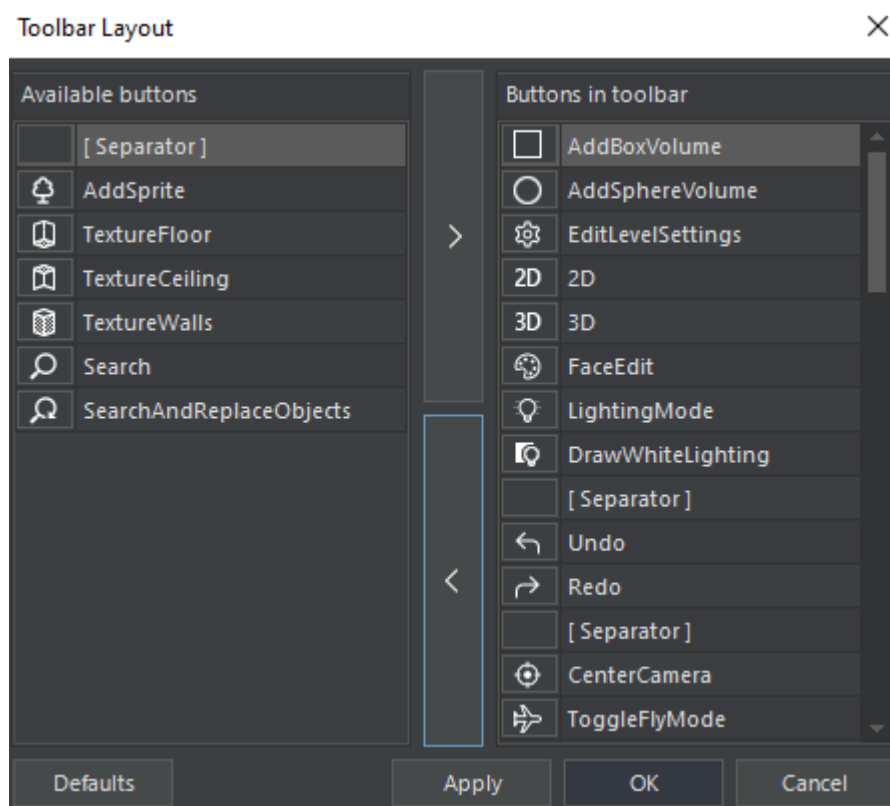 Toolbar Layout
Available buttons
[ Separator ]
AddSprite
TextureFloor
TextureCeiling
TextureWalls
Search
SearchAndReplaceObjects
>
<
Buttons in toolbar
AddBoxVolume
AddSphereVolume
EditLevelSettings
2D 2D
3D 3D
FaceEdit
LightingMode
DrawWhiteLighting
[ Separator ]
Undo
Redo
[ Separator ]
CenterCamera
ToggleFlyMode
Defaults
Apply
OK
Cancel